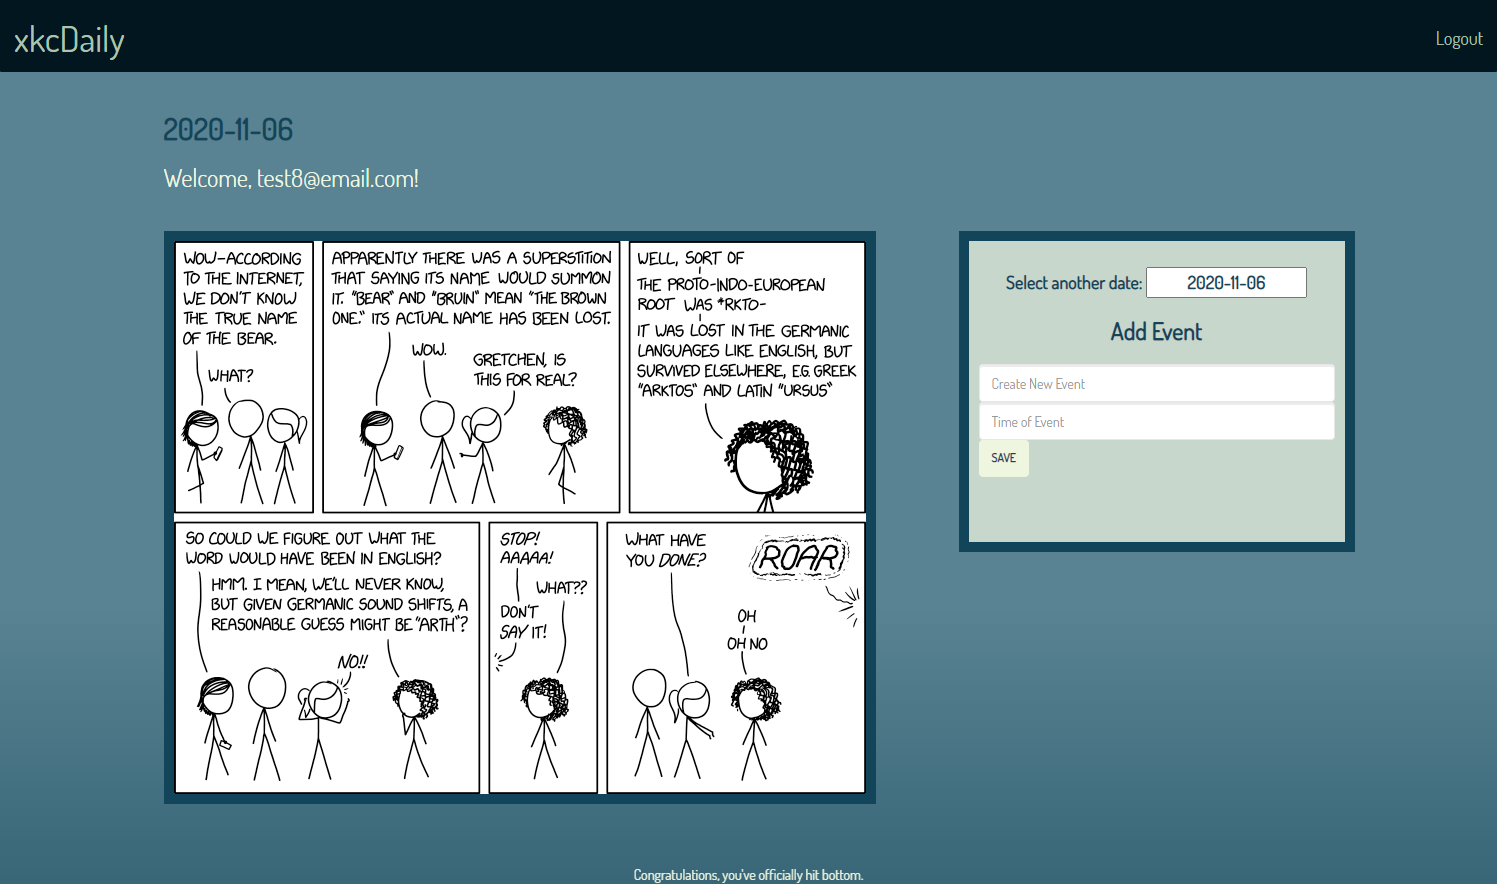 xkcDaily
Logout
2020-11-06
Welcome, test8@email.com!
WOW—ACCORDING
TO THE INTERNET,
WE DON'T KNOW
THE TRUE NAME
OF THE BEAR.
WHAT?
APPARENTLY THERE WAS A SUPERSTITION
THAT SAYING ITS NAME WOULD SUMMON
IT. "BEAR" AND "BRUIN" MEAN "THE BROWN
ONE." ITS ACTUAL NAME HAS BEEN LOST.
WOW.
GRETCHEN, IS
THIS FOR REAL?
WELL, SORT OF
THE PROTO-INDO-EUROPEAN
ROOT WAS *RKTO-
IT WAS LOST IN THE GERMANIC
LANGUAGES LIKE ENGLISH, BUT
SURVIVED ELSEWHERE, E.G. GREEK
"ARKTOS" AND LATIN "URSUS"
SO COULD WE FIGURE OUT WHAT THE
WORD WOULD HAVE BEEN IN ENGLISH?
HMM. I MEAN, WE'LL NEVER KNOW,
BUT GIVEN GERMANIC SOUND SHIFTS, A
REASONABLE GUESS MIGHT BE "ARTH"?
NO!!
STOP!
AAAAA!
WHAT??
DON'T
SAY IT!
WHAT HAVE
YOU DONE?
ROAR
OH
OH NO
Select another date: 2020-11-06
Add Event
Create New Event
Time of Event
SAVE
Congratulations, you've officially hit bottom.